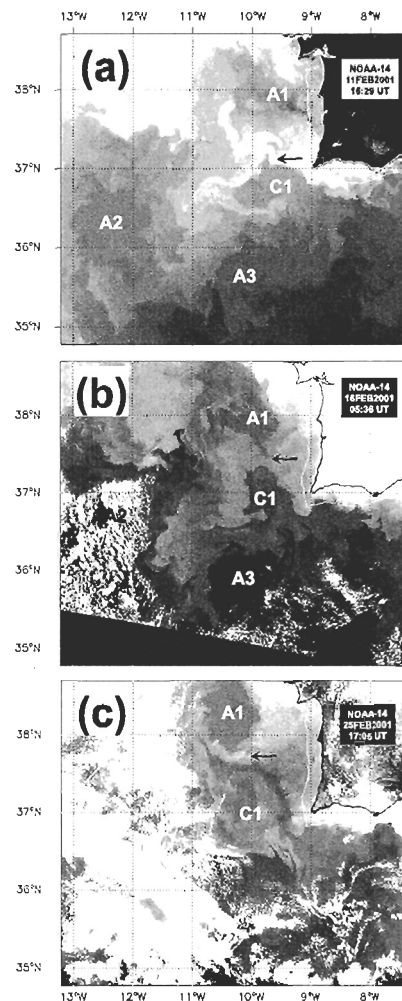 13°W 12°W 11°W 10°W 9°W 8°W
(a)
NOAA-14
11FEB2001
16:29 UT
38°N
37°N
36°N
35°N
A1
C1
A2
A3
(b)
NOAA-14
16FEB2001
05:36 UT
38°N
37°N
36°N
35°N
A1
C1
A2
A3
(c)
NOAA-14
25FEB2001
17:05 UT
38°N
37°N
36°N
35°N
A1
C1
13°W 12°W 11°W 10°W 9°W 8°W